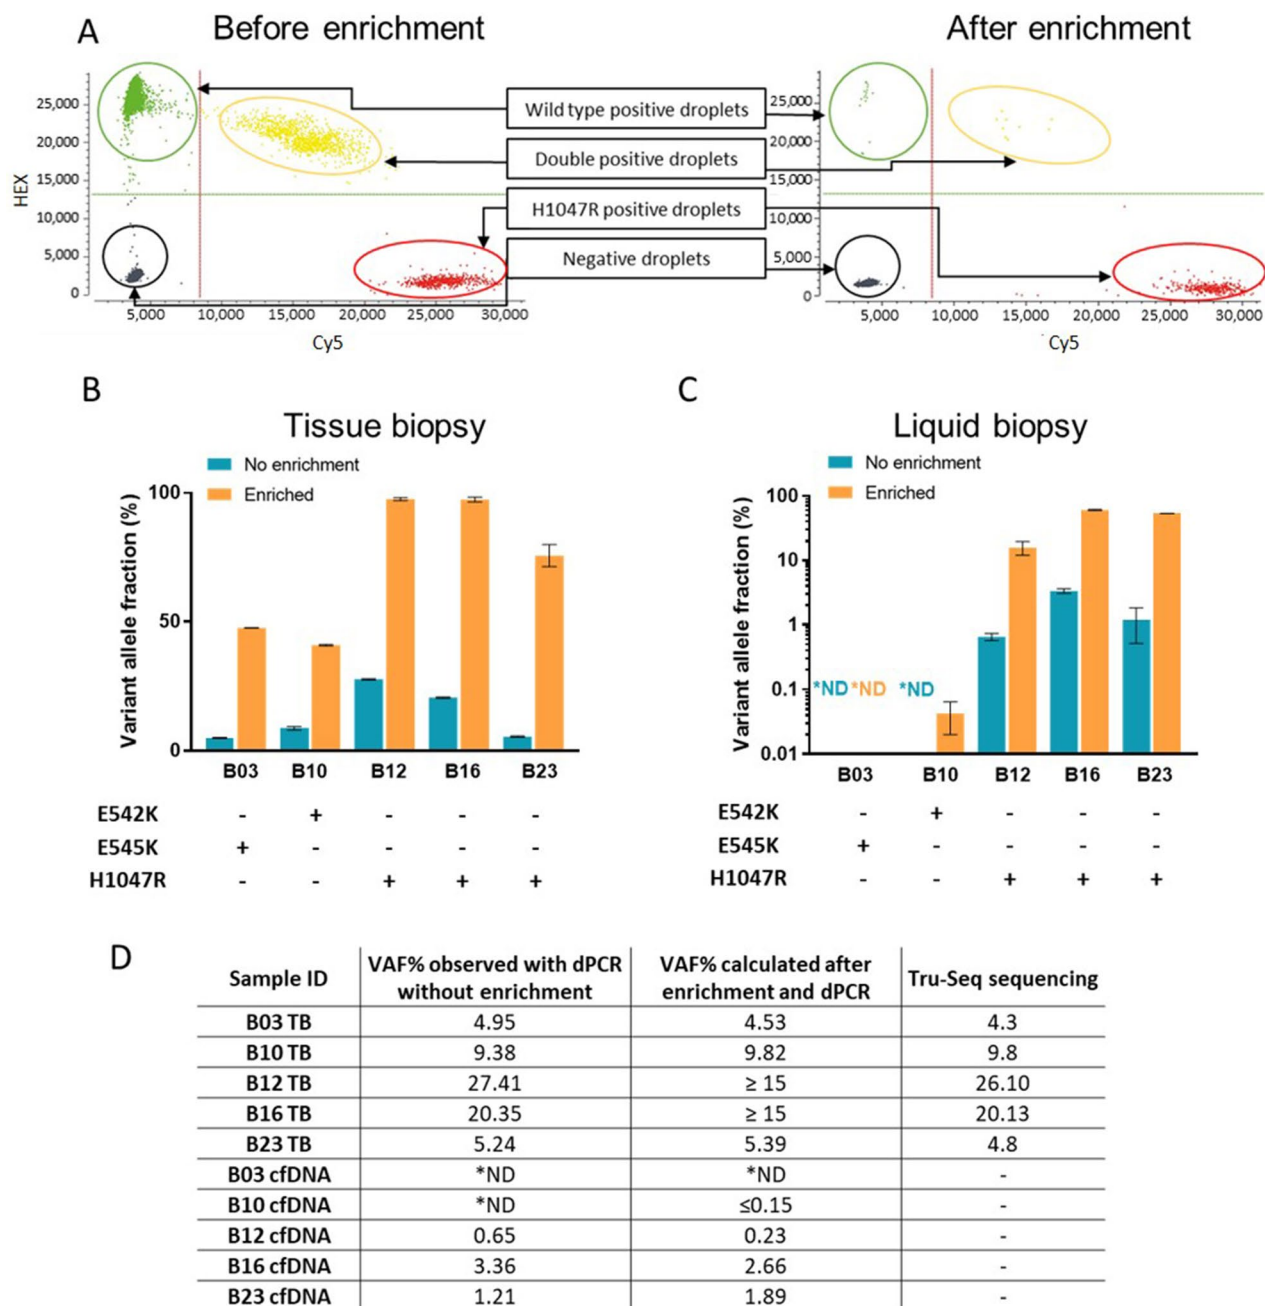 A
Before enrichment
After enrichment
25,000
20,000
15,000
10,000
5,000
0
HEX
5,000 10,000 15,000 20,000 25,000 30,000
Cy5
Wild type positive droplets
Double positive droplets
H1047R positive droplets
Negative droplets
25,000
20,000
15,000
10,000
5,000
0
5,000 10,000 15,000 20,000 25,000 30,000
Cy5
B
Tissue biopsy
No enrichment
Enriched
Variant allele fraction (%)
100
50
0
B03 B10 B12 B16 B23
E542K - + - - -
E545K + - - - -
H1047R - - + + +
C
Liquid biopsy
No enrichment
Enriched
Variant allele fraction (%)
100
10
1
0.1
0.01
*ND *ND *ND
B03 B10 B12 B16 B23
E542K - + - - -
E545K + - - - -
H1047R - - + + +
D
Sample ID VAF% observed with dPCR without enrichment VAF% calculated after enrichment and dPCR Tru-Seq sequencing
B03 TB 4.95 4.53 4.3
B10 TB 9.38 9.82 9.8
B12 TB 27.41 ≥ 15 26.10
B16 TB 20.35 ≥ 15 20.13
B23 TB 5.24 5.39 4.8
B03 cfDNA *ND *ND -
B10 cfDNA *ND ≤0.15 -
B12 cfDNA 0.65 0.23 -
B16 cfDNA 3.36 2.66 -
B23 cfDNA 1.21 1.89 -